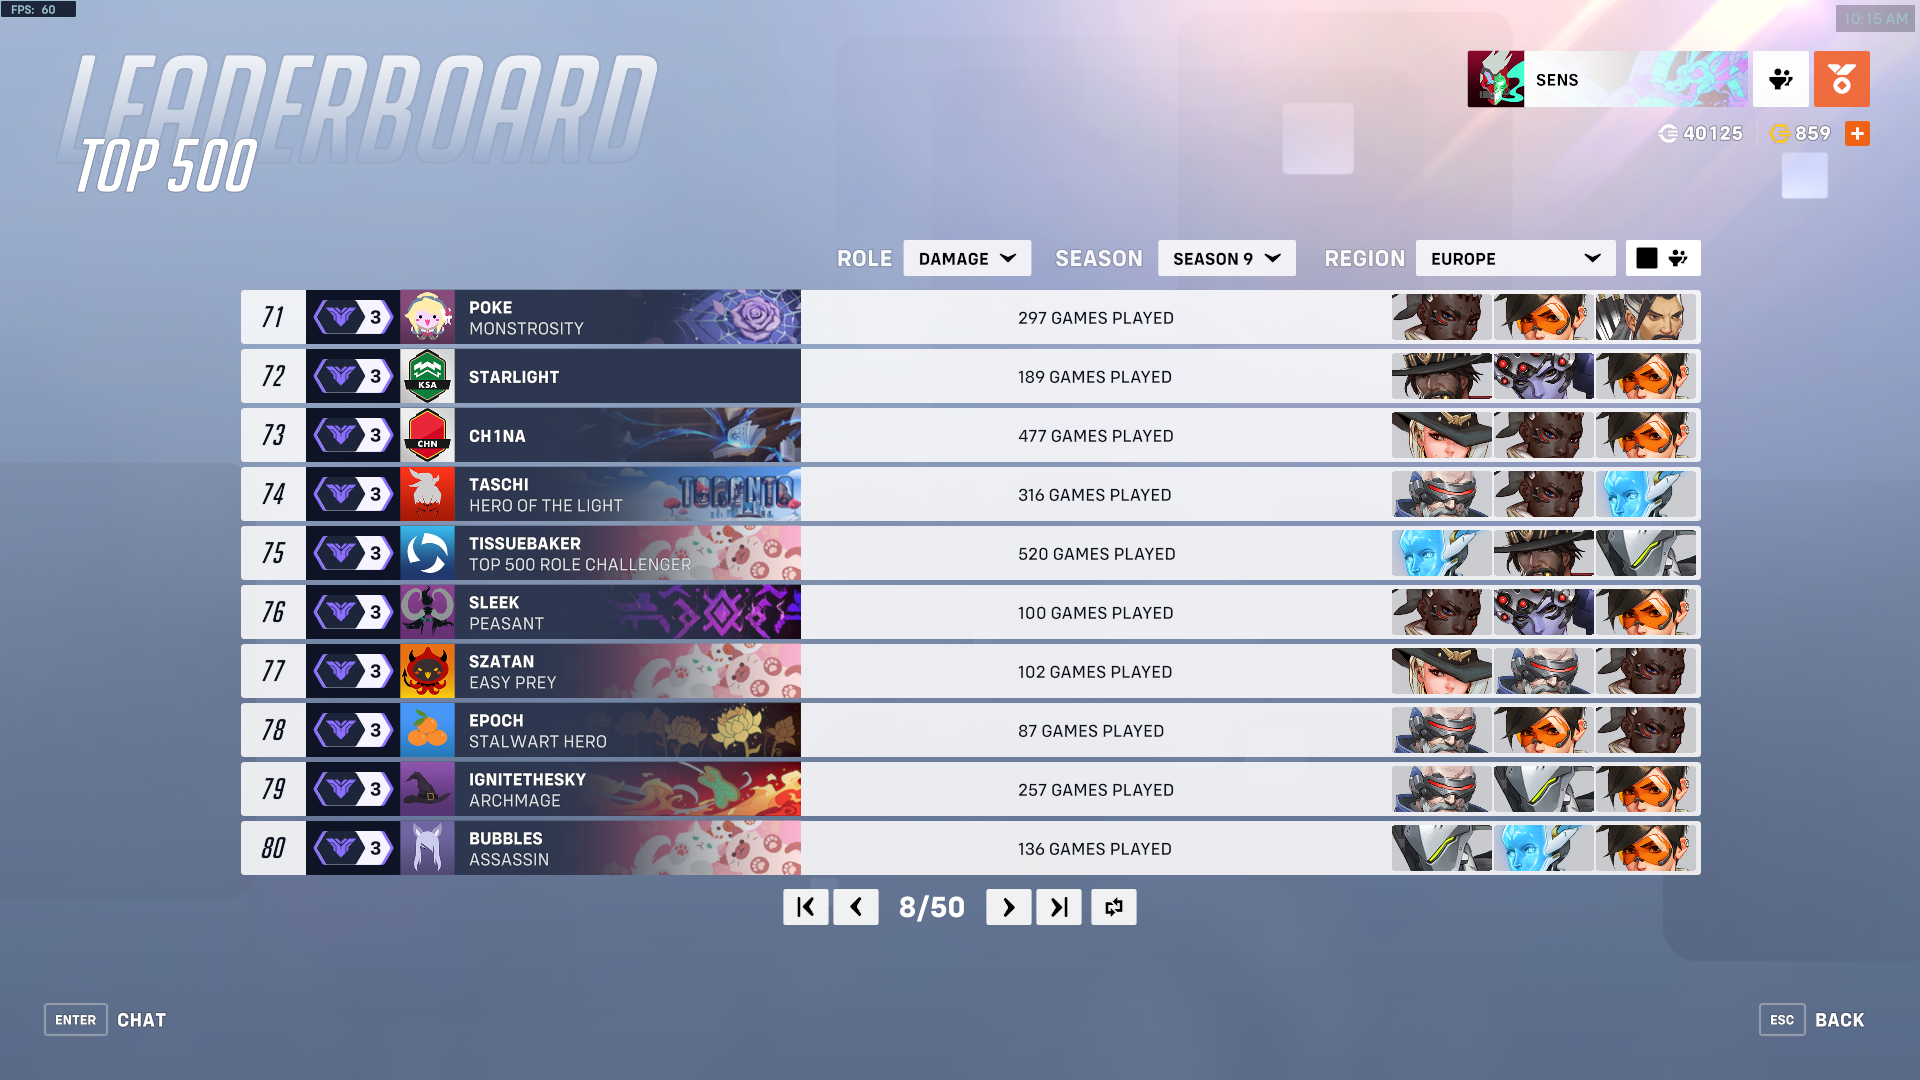 FPS: 60
10:15 AM
LEADERBOARD
TOP 500
SENS
40125
859
ROLE DAMAGE SEASON SEASON 9 REGION EUROPE
71 3 POKE 297 GAMES PLAYED
MONSTROSITY
72 3 KSA STARLIGHT 189 GAMES PLAYED
73 3 CHN CH1NA 477 GAMES PLAYED
74 3 TASCHI TORONTO 316 GAMES PLAYED
HERO OF THE LIGHT
75 3 TISSUEBAKER 520 GAMES PLAYED
TOP 500 ROLE CHALLENGER
76 3 SLEEK 100 GAMES PLAYED
PEASANT
77 3 SZATAN 102 GAMES PLAYED
EASY PREY
78 3 EPOCH 87 GAMES PLAYED
STALWART HERO
79 3 IGNITETHESKY 257 GAMES PLAYED
ARCHMAGE
80 3 BUBBLES 136 GAMES PLAYED
ASSASSIN
8/50
ENTER CHAT
ESC BACK